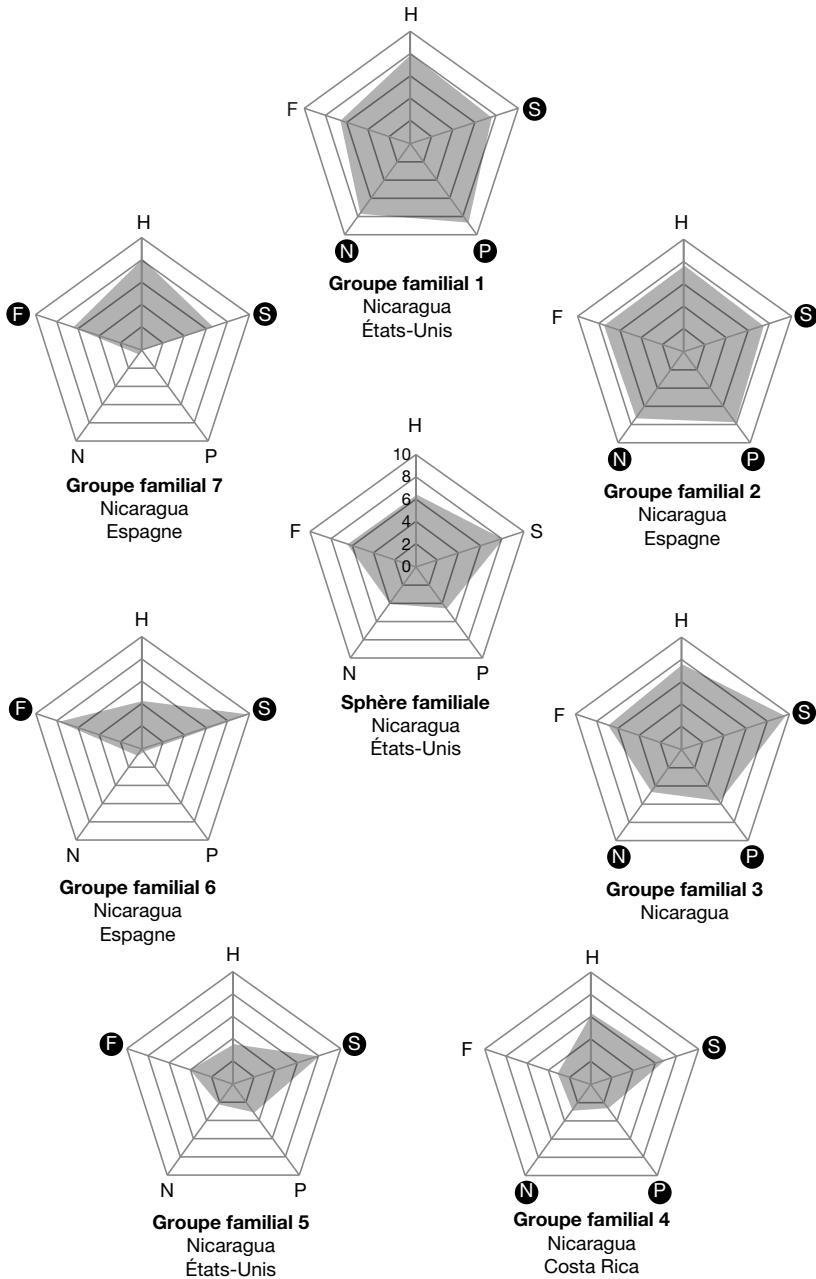 H
F
S
N
P
Groupe familial 1
Nicaragua
États-Unis
H
F
S
N
P
Groupe familial 7
Nicaragua
Espagne
H
F
S
N
P
Groupe familial 2
Nicaragua
Espagne
H
10
8
6
4
2
0
F
S
N
P
Sphère familiale
Nicaragua
États-Unis
H
F
S
N
P
Groupe familial 6
Nicaragua
Espagne
H
F
S
N
P
Groupe familial 3
Nicaragua
H
F
S
N
P
Groupe familial 5
Nicaragua
États-Unis
H
F
S
N
P
Groupe familial 4
Nicaragua
Costa Rica